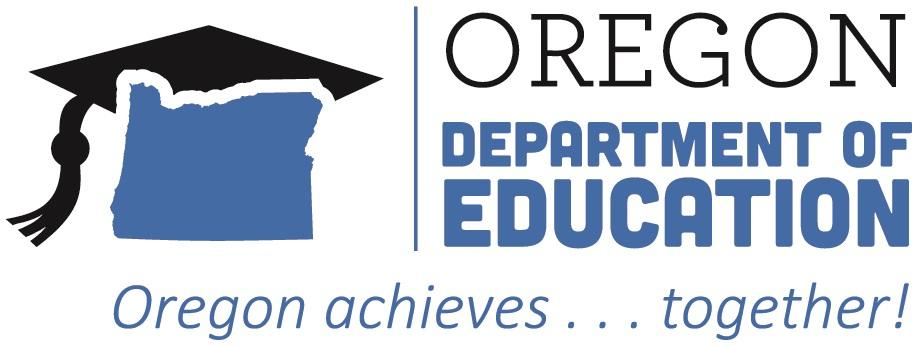 OREGON
DEPARTMENT OF
EDUCATION
Oregon achieves . . . together!